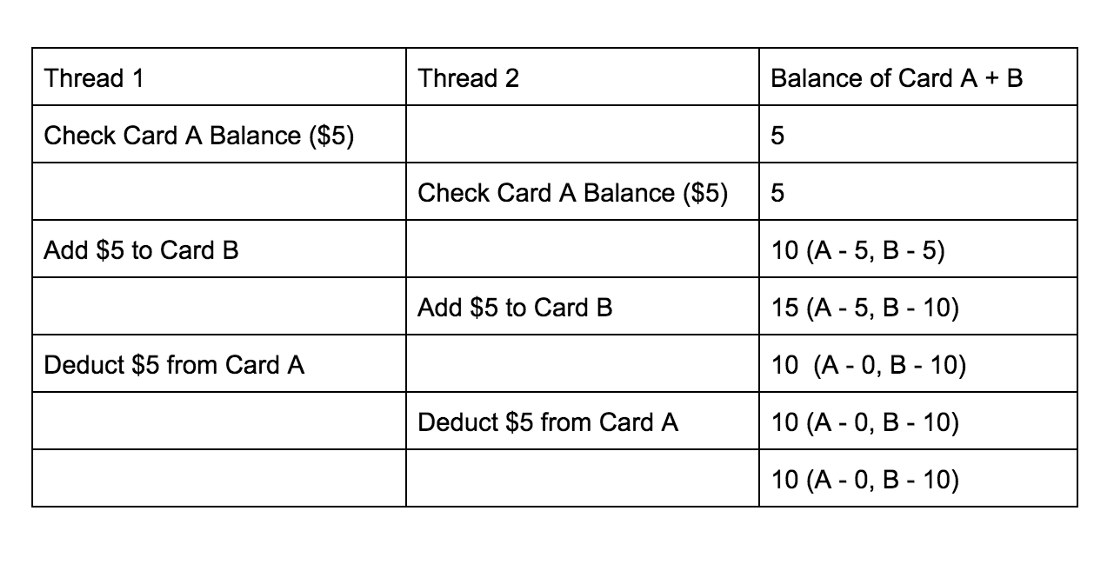 Thread 1 Thread 2 Balance of Card A + B
Check Card A Balance ($5) 5
Check Card A Balance ($5) 5
Add $5 to Card B 10 (A - 5, B - 5)
Add $5 to Card B 15 (A - 5, B - 10)
Deduct $5 from Card A 10  (A - 0, B - 10)
Deduct $5 from Card A 10 (A - 0, B - 10)
10 (A - 0, B - 10)